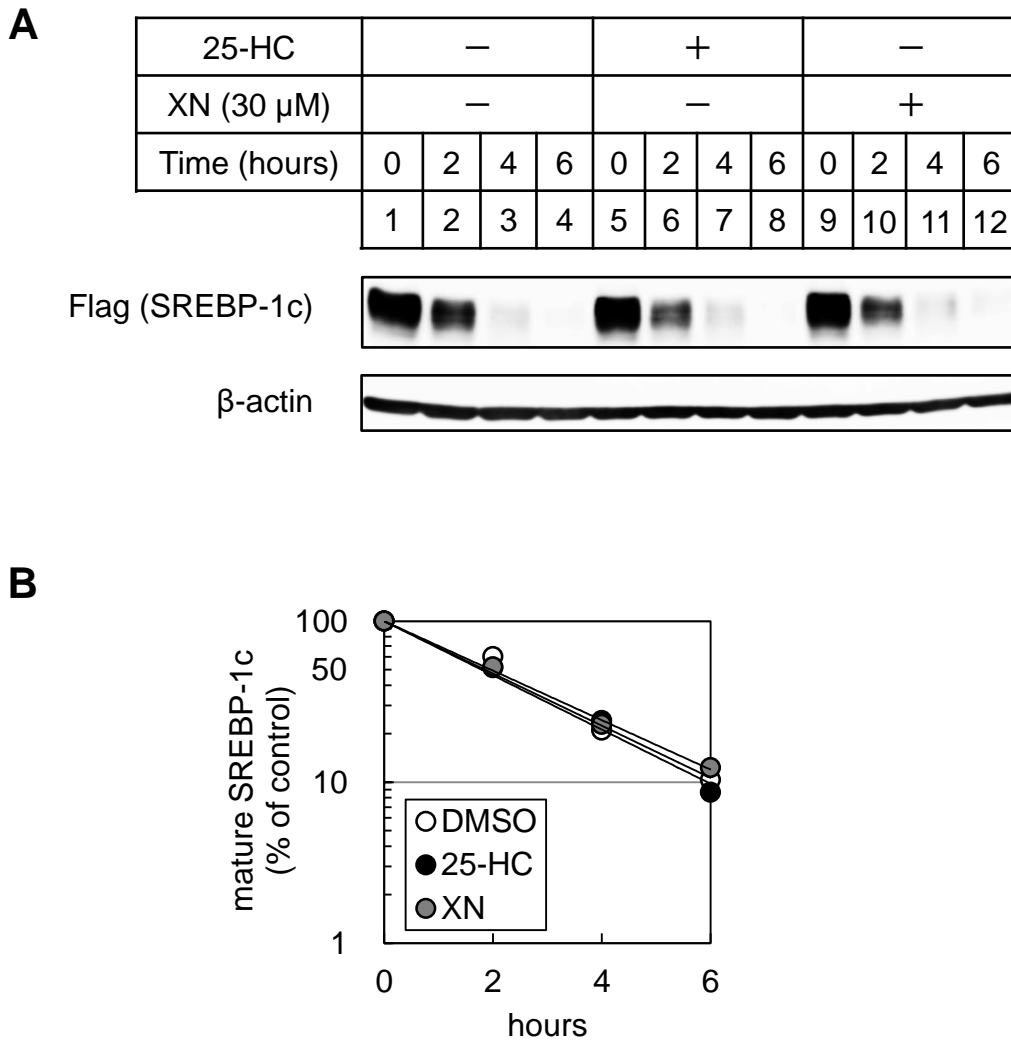 A
25-HC − + −
XN (30 μM) − − +
Time (hours) 0 2 4 6 0 2 4 6 0 2 4 6
1 2 3 4 5 6 7 8 9 10 11 12
Flag (SREBP-1c)
β-actin
B
mature SREBP-1c
(% of control)
100
50
10
1
DMSO
25-HC
XN
0 2 4 6
hours